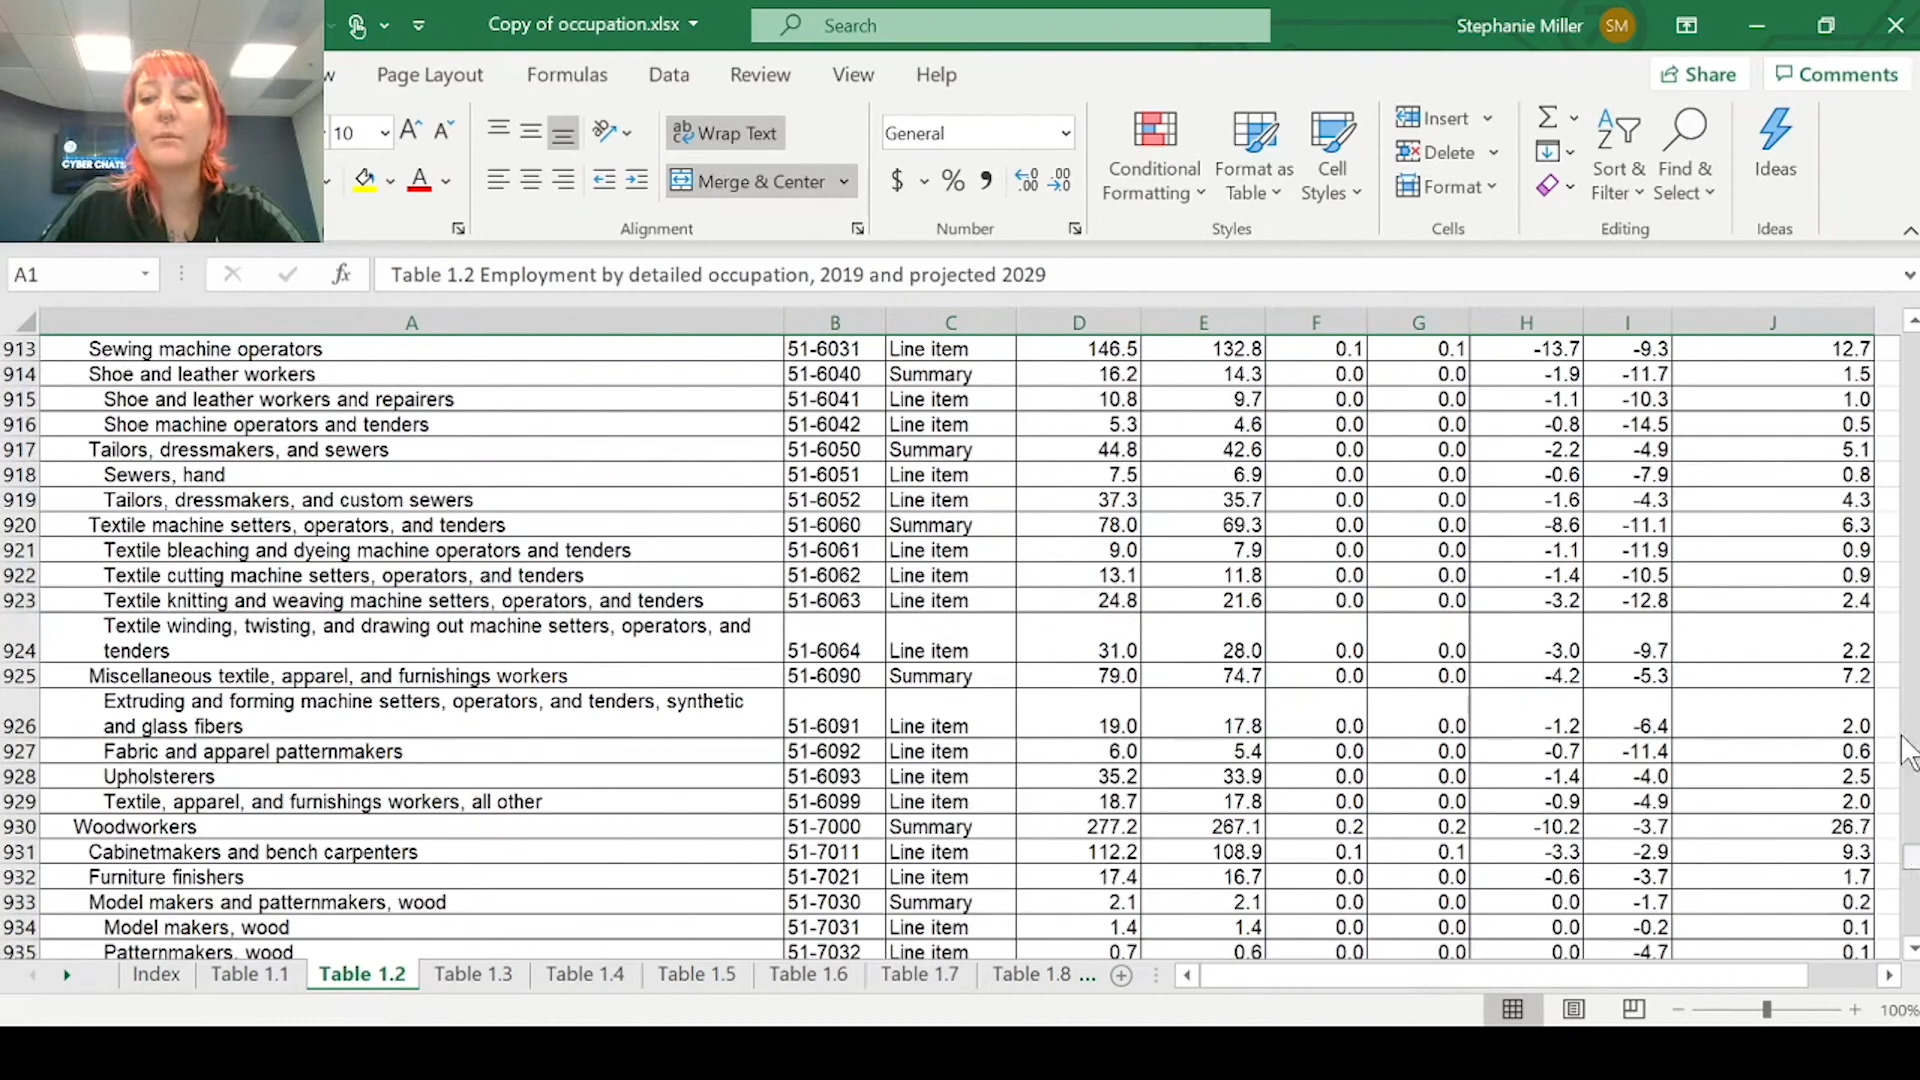 Copy of occupation.xlsx
Search
Stephanie Miller
SM
w
Page Layout
Formulas
Data
Review
View
Help
Share
Comments
CYBER CHATS
10
Wrap Text
Merge & Center
General
Conditional
Formatting
Format as
Table
Cell
Styles
Insert
Delete
Format
Sort &
Filter
Find &
Select
Ideas
Alignment
Number
Styles
Cells
Editing
Ideas
A1
fx
Table 1.2 Employment by detailed occupation, 2019 and projected 2029
A B C D E F G H I J
913 Sewing machine operators 51-6031 Line item 146.5 132.8 0.1 0.1 -13.7 -9.3 12.7
914 Shoe and leather workers 51-6040 Summary 16.2 14.3 0.0 0.0 -1.9 -11.7 1.5
915 Shoe and leather workers and repairers 51-6041 Line item 10.8 9.7 0.0 0.0 -1.1 -10.3 1.0
916 Shoe machine operators and tenders 51-6042 Line item 5.3 4.6 0.0 0.0 -0.8 -14.5 0.5
917 Tailors, dressmakers, and sewers 51-6050 Summary 44.8 42.6 0.0 0.0 -2.2 -4.9 5.1
918 Sewers, hand 51-6051 Line item 7.5 6.9 0.0 0.0 -0.6 -7.9 0.8
919 Tailors, dressmakers, and custom sewers 51-6052 Line item 37.3 35.7 0.0 0.0 -1.6 -4.3 4.3
920 Textile machine setters, operators, and tenders 51-6060 Summary 78.0 69.3 0.0 0.0 -8.6 -11.1 6.3
921 Textile bleaching and dyeing machine operators and tenders 51-6061 Line item 9.0 7.9 0.0 0.0 -1.1 -11.9 0.9
922 Textile cutting machine setters, operators, and tenders 51-6062 Line item 13.1 11.8 0.0 0.0 -1.4 -10.5 0.9
923 Textile knitting and weaving machine setters, operators, and tenders 51-6063 Line item 24.8 21.6 0.0 0.0 -3.2 -12.8 2.4
Textile winding, twisting, and drawing out machine setters, operators, and
924 tenders 51-6064 Line item 31.0 28.0 0.0 0.0 -3.0 -9.7 2.2
925 Miscellaneous textile, apparel, and furnishings workers 51-6090 Summary 79.0 74.7 0.0 0.0 -4.2 -5.3 7.2
Extruding and forming machine setters, operators, and tenders, synthetic
926 and glass fibers 51-6091 Line item 19.0 17.8 0.0 0.0 -1.2 -6.4 2.0
927 Fabric and apparel patternmakers 51-6092 Line item 6.0 5.4 0.0 0.0 -0.7 -11.4 0.6
928 Upholsterers 51-6093 Line item 35.2 33.9 0.0 0.0 -1.4 -4.0 2.5
929 Textile, apparel, and furnishings workers, all other 51-6099 Line item 18.7 17.8 0.0 0.0 -0.9 -4.9 2.0
930 Woodworkers 51-7000 Summary 277.2 267.1 0.2 0.2 -10.2 -3.7 26.7
931 Cabinetmakers and bench carpenters 51-7011 Line item 112.2 108.9 0.1 0.1 -3.3 -2.9 9.3
932 Furniture finishers 51-7021 Line item 17.4 16.7 0.0 0.0 -0.6 -3.7 1.7
933 Model makers and patternmakers, wood 51-7030 Summary 2.1 2.1 0.0 0.0 0.0 -1.7 0.2
934 Model makers, wood 51-7031 Line item 1.4 1.4 0.0 0.0 0.0 -0.2 0.1
935 Patternmakers, wood 51-7032 Line item 0.7 0.6 0.0 0.0 0.0 -4.7 0.1
Index Table 1.1 Table 1.2 Table 1.3 Table 1.4 Table 1.5 Table 1.6 Table 1.7 Table 1.8 ...
100%